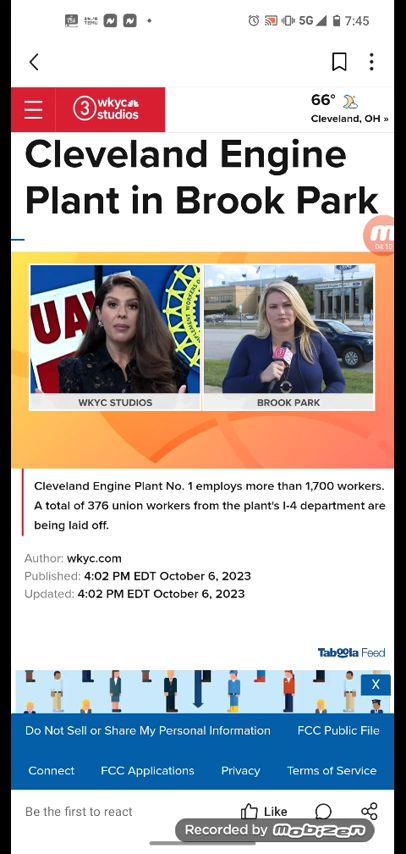 7:45
5G
3 wkyc studios
66°
Cleveland, OH »
Cleveland Engine
Plant in Brook Park
04:10
UAW
WKYC STUDIOS
BROOK PARK
Cleveland Engine Plant No. 1 employs more than 1,700 workers.
A total of 376 union workers from the plant's I-4 department are
being laid off.
Author: wkyc.com
Published: 4:02 PM EDT October 6, 2023
Updated: 4:02 PM EDT October 6, 2023
Taboola Feed
X
Do Not Sell or Share My Personal Information
FCC Public File
Connect
FCC Applications
Privacy
Terms of Service
Be the first to react
Like
Recorded by mobizen